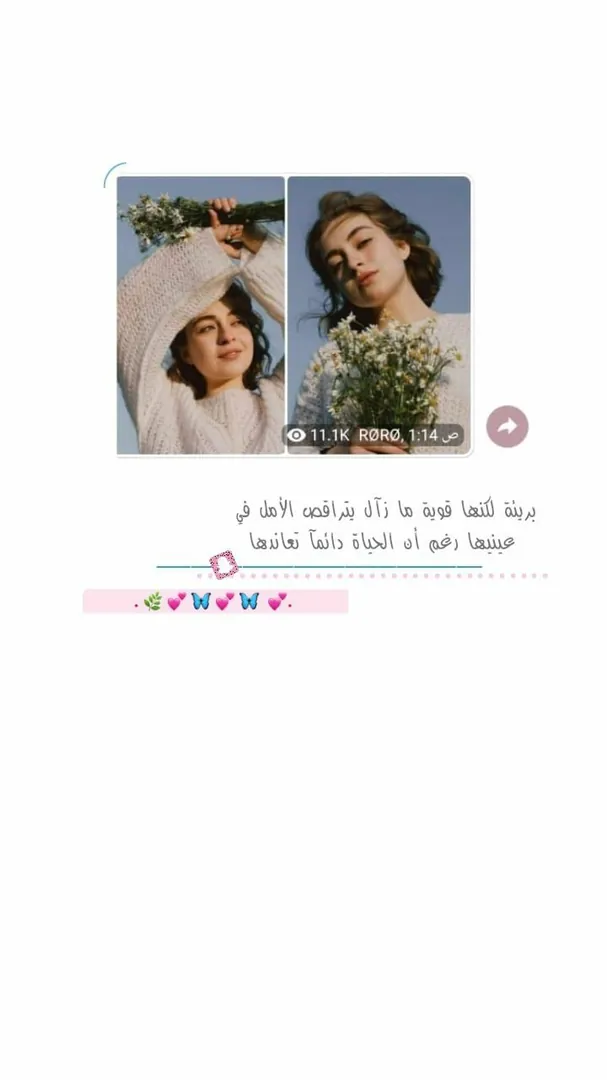 11.1K RØRØ, 1:14 ص
بريئة لكنها قوية ما زآل يتراقص الأمل في
عينيها رغم أن الحياة دائمآ تعاندها
.🌿💕🦋💕🦋 💕.